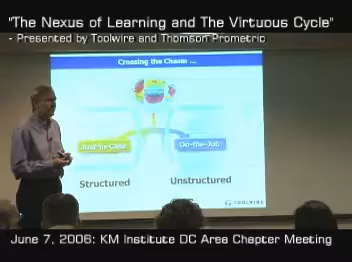 "The Nexus of Learning and The Virtuous Cycle"
- Presented by Toolwire and Thomson Prometric
Crossing the Chasm ...
Just-In-Case
On-the-Job
Structured
Unstructured
TOOLWIRE
June 7, 2006: KM Institute DC Area Chapter Meeting